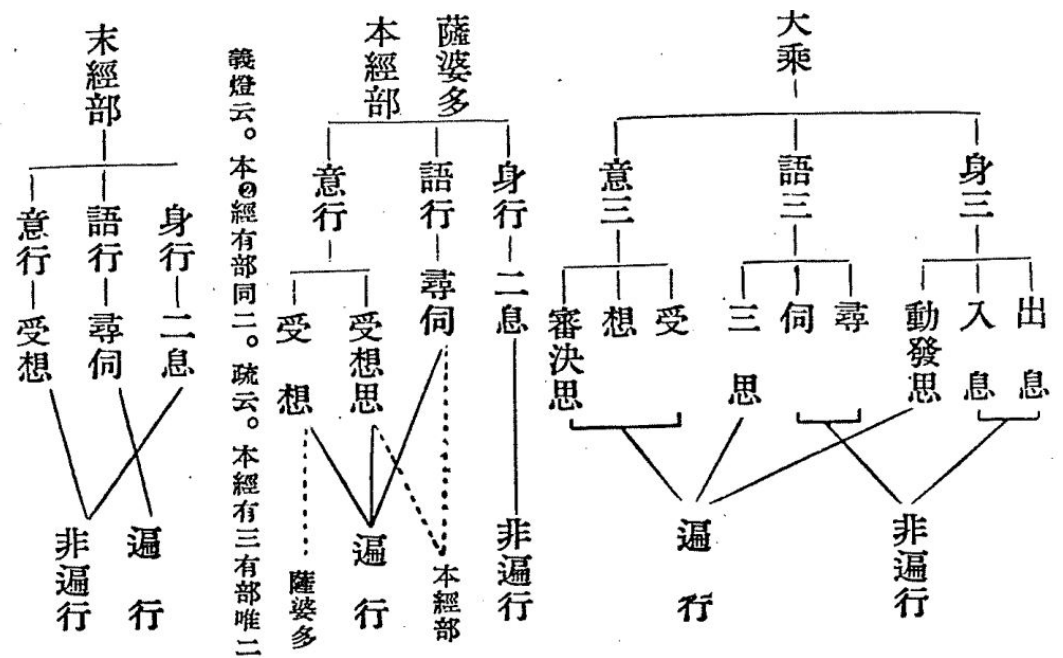 大乘
身三
語三
意三
出息
入息
動發思
尋
伺
三思
受
想
審決思
非遍行
遍行
薩婆多
本經部
身行
語行
意行
二息
尋伺
受想思
受想
非遍行
本經部
遍行
薩婆多
義燈云。本❷經有部同二。疏云。本經有三有部唯二
末經部
身行
語行
意行
二息
尋伺
受想
遍行
非遍行